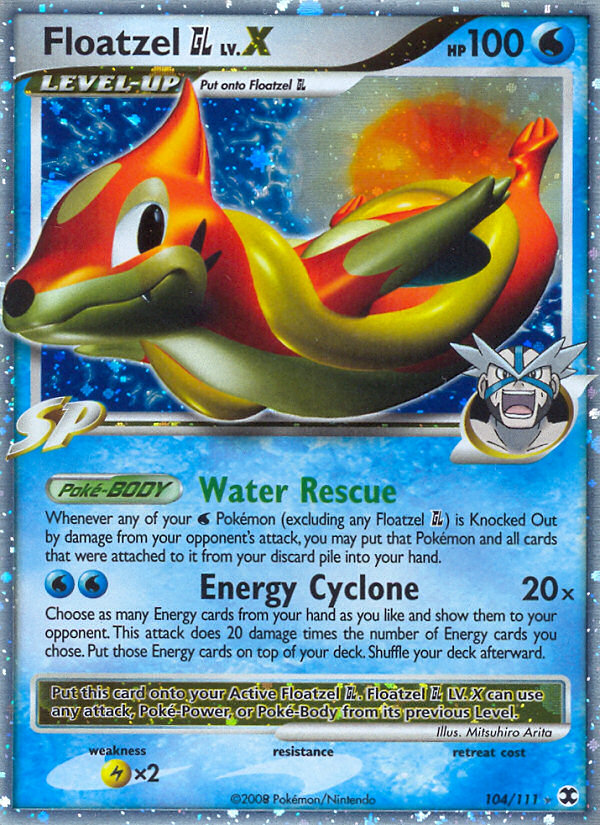 Floatzel GL LV.X HP100
LEVEL-UP Put onto Floatzel GL
SP
Poké-BODY Water Rescue
Whenever any of your Pokémon (excluding any Floatzel GL) is Knocked Out
by damage from your opponent's attack, you may put that Pokémon and all cards
that were attached to it from your discard pile into your hand.
Energy Cyclone 20x
Choose as many Energy cards from your hand as you like and show them to your
opponent. This attack does 20 damage times the number of Energy cards you
chose. Put those Energy cards on top of your deck. Shuffle your deck afterward.
Put this card onto your Active Floatzel GL. Floatzel GL LV.X can use
any attack, Poké-Power, or Poké-Body from its previous Level.
Illus. Mitsuhiro Arita
weakness resistance retreat cost
×2
©2008 Pokémon/Nintendo 104/111